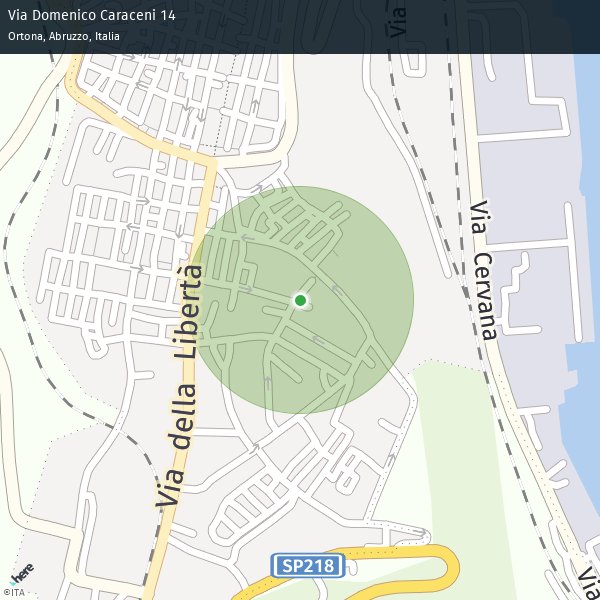 Via Domenico Caraceni 14
Ortona, Abruzzo, Italia
Via
Via Cervana
Via della Libertà
SP218
Via
here
©ITA